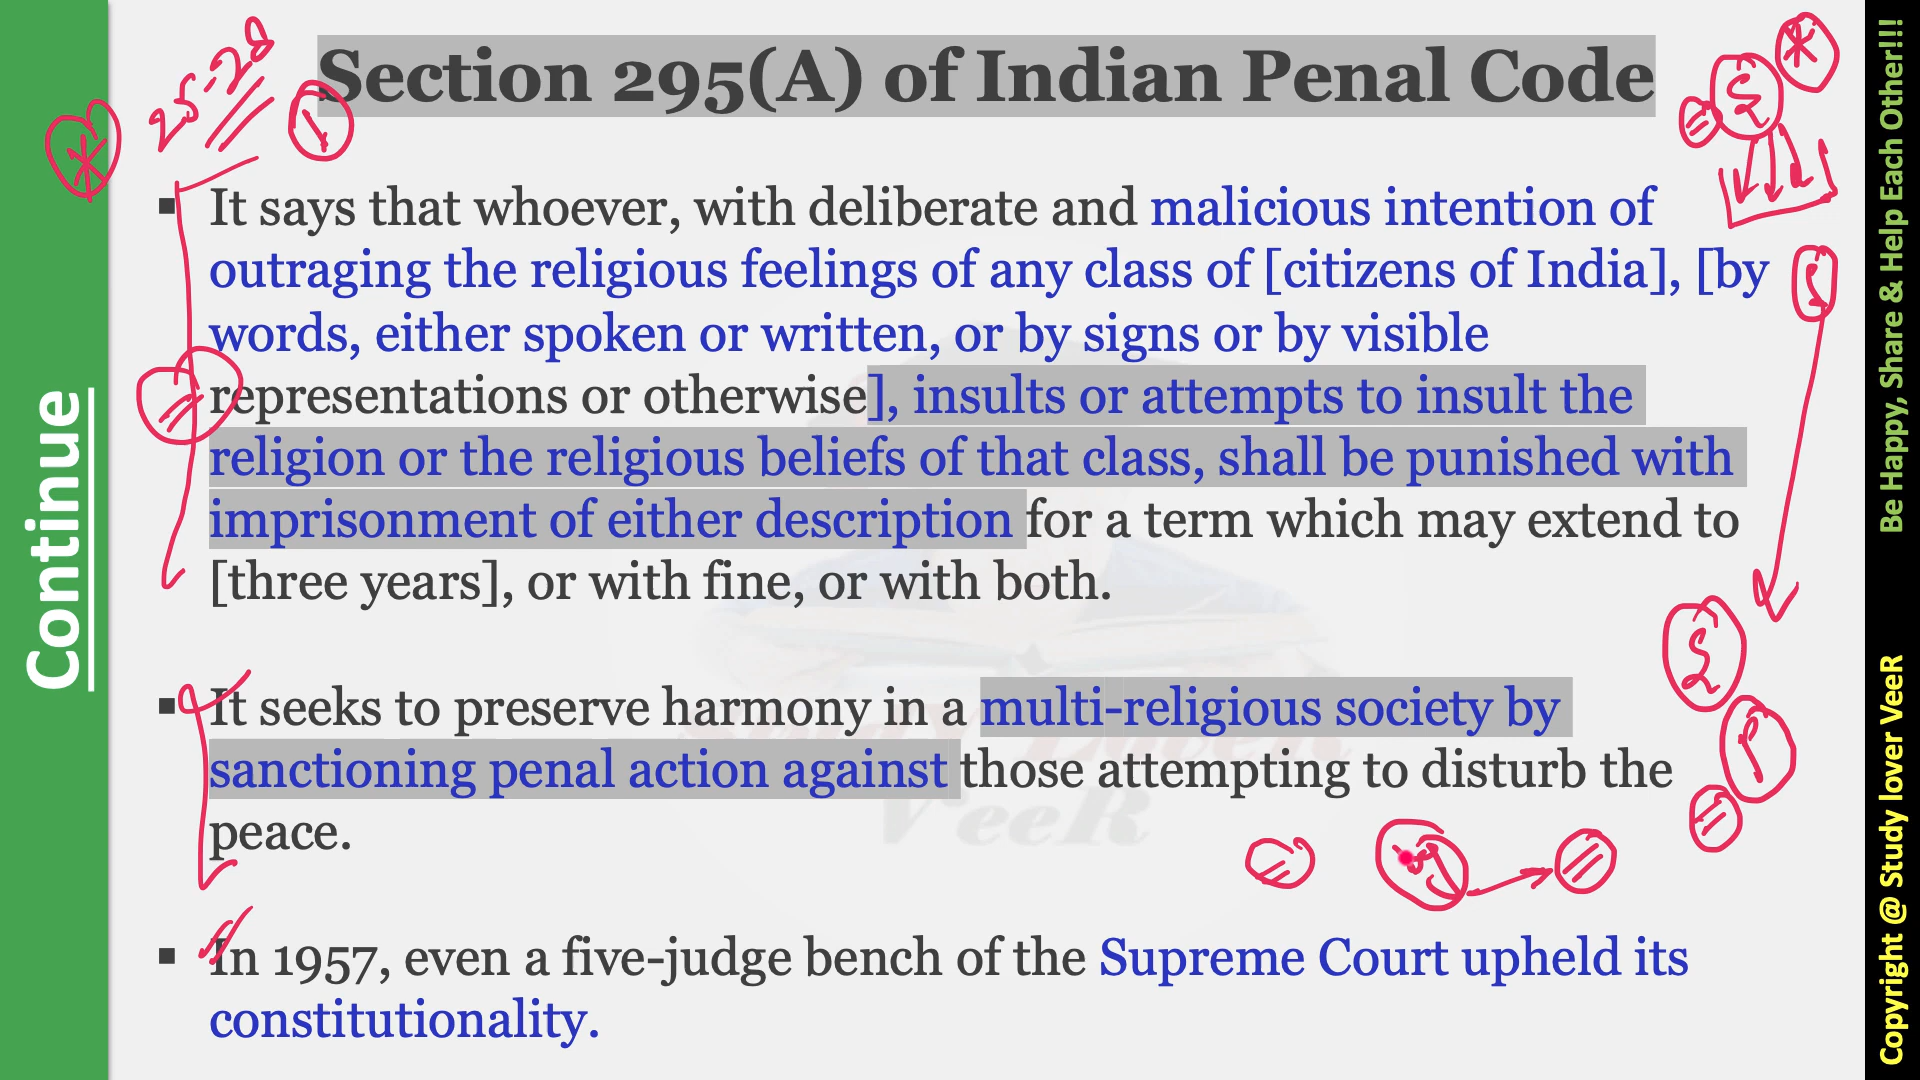 Section 295(A) of Indian Penal Code
25-28
▪ It says that whoever, with deliberate and malicious intention of
outraging the religious feelings of any class of [citizens of India], [by
words, either spoken or written, or by signs or by visible
representations or otherwise], insults or attempts to insult the
religion or the religious beliefs of that class, shall be punished with
imprisonment of either description for a term which may extend to
[three years], or with fine, or with both.
▪ It seeks to preserve harmony in a multi-religious society by
sanctioning penal action against those attempting to disturb the
peace.
▪ In 1957, even a five-judge bench of the Supreme Court upheld its
constitutionality.
Continue
Be Happy, Share & Help Each Other!!!
Copyright @ Study lover VeeR
VeeR